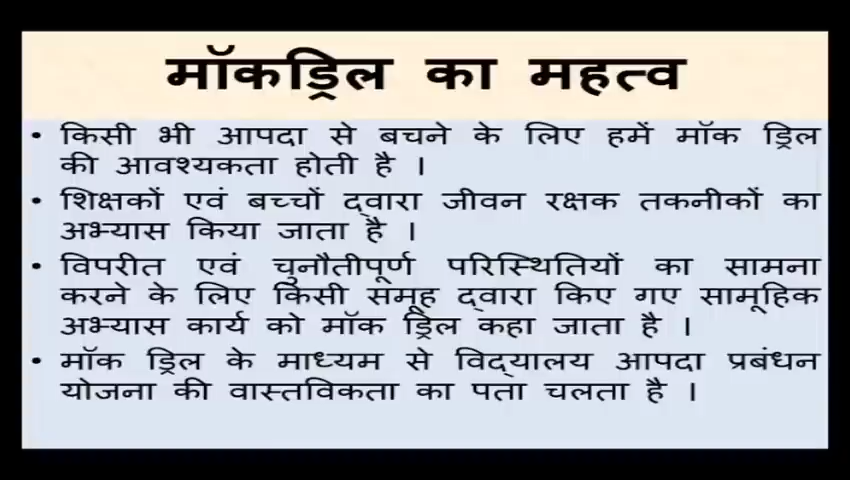 मॉकड्रिल का महत्व
• किसी भी आपदा से बचने के लिए हमें मॉक ड्रिल
की आवश्यकता होती है ।
• शिक्षकों एवं बच्चों द्वारा जीवन रक्षक तकनीकों का
अभ्यास किया जाता है ।
• विपरीत एवं चुनौतीपूर्ण परिस्थितियों का सामना
करने के लिए किसी समूह द्वारा किए गए सामूहिक
अभ्यास कार्य को मॉक ड्रिल कहा जाता है ।
• मॉक ड्रिल के माध्यम से विद्यालय आपदा प्रबंधन
योजना की वास्तविकता का पता चलता है ।